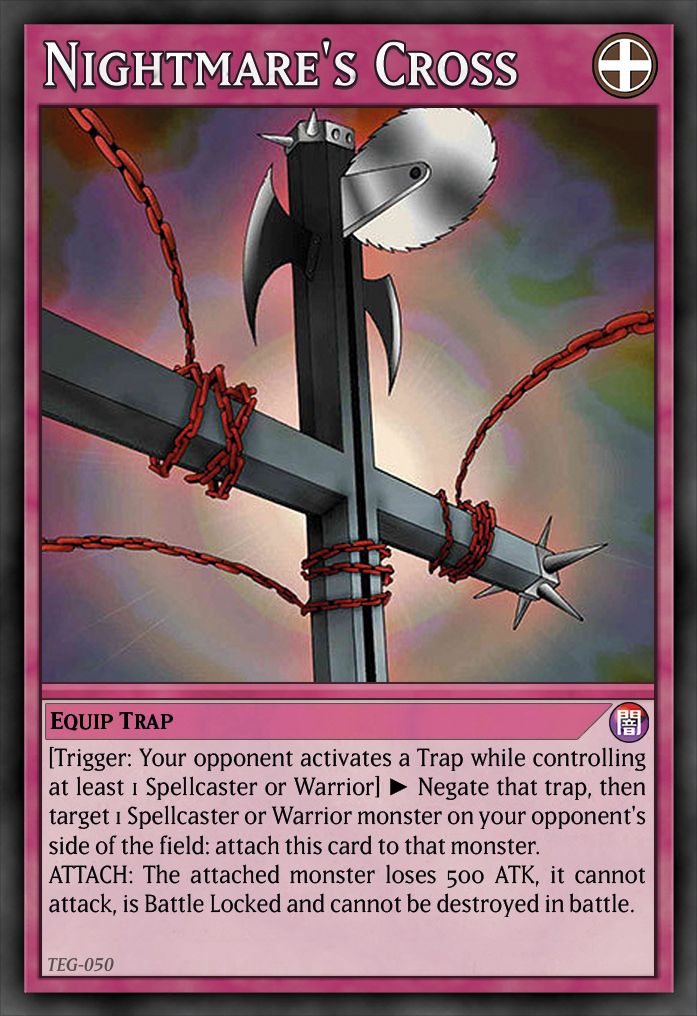 Nightmare's Cross
Equip Trap
闇
[Trigger: Your opponent activates a Trap while controlling
at least 1 Spellcaster or Warrior] ► Negate that trap, then
target 1 Spellcaster or Warrior monster on your opponent's
side of the field: attach this card to that monster.
ATTACH: The attached monster loses 500 ATK, it cannot
attack, is Battle Locked and cannot be destroyed in battle.
TEG-050